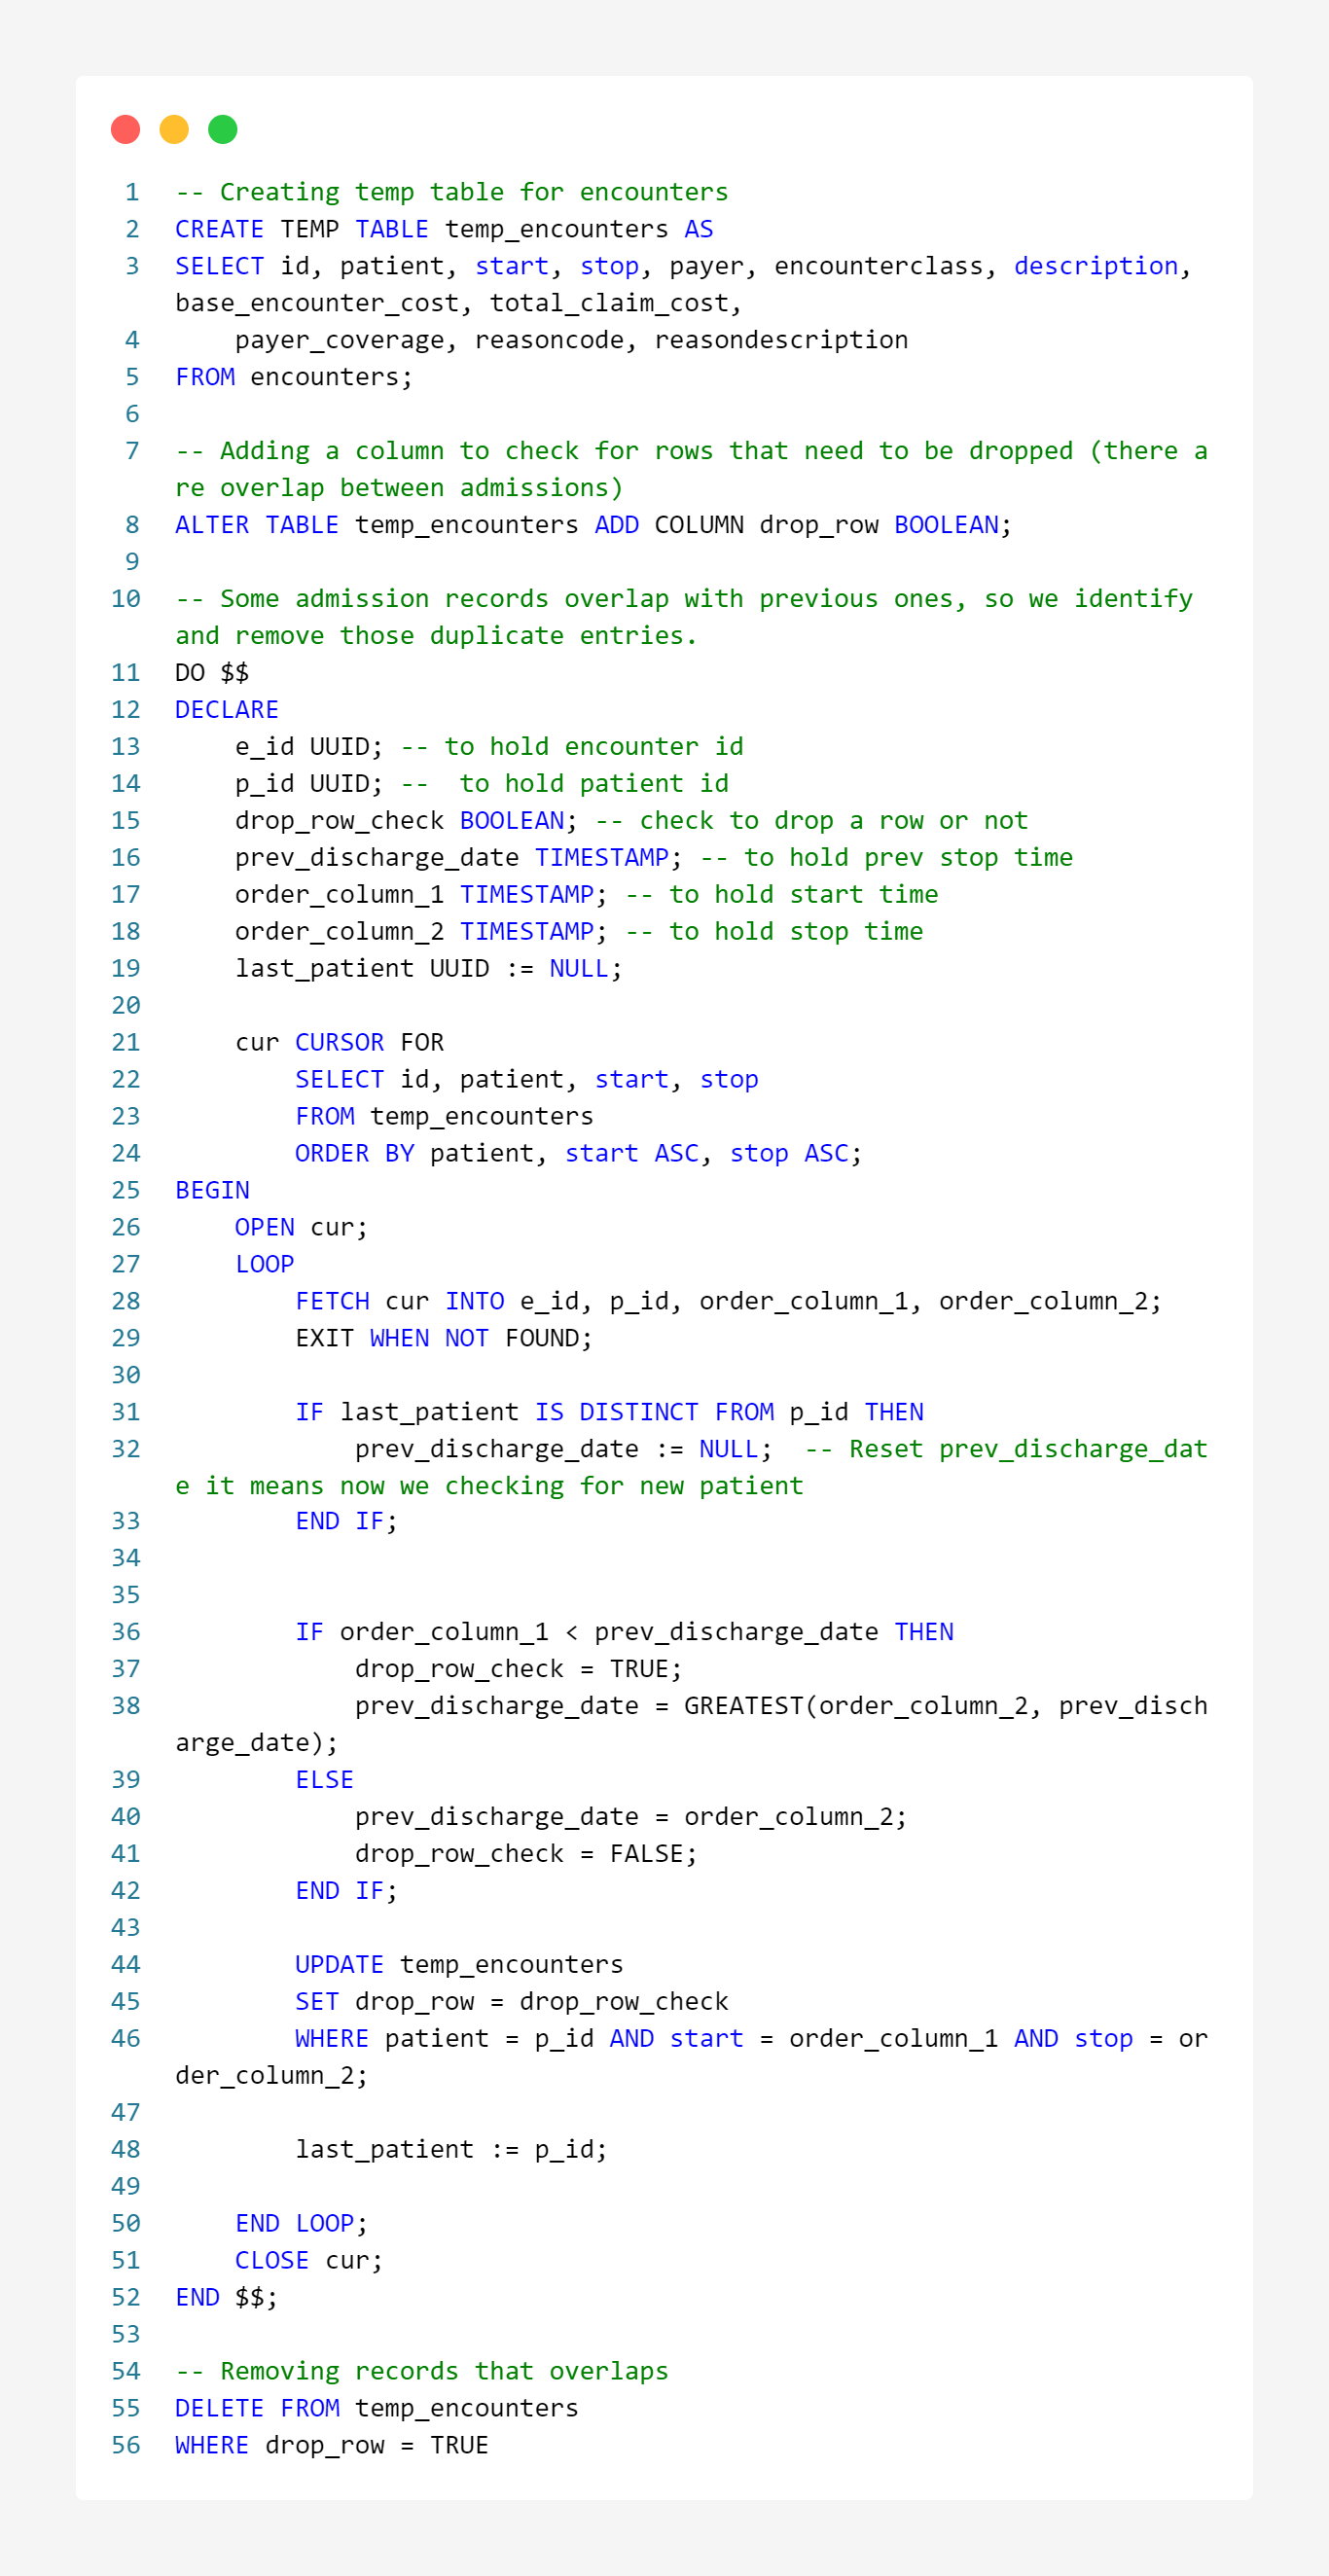 1 -- Creating temp table for encounters
2 CREATE TEMP TABLE temp_encounters AS
3 SELECT id, patient, start, stop, payer, encounterclass, description,
base_encounter_cost, total_claim_cost,
4     payer_coverage, reasoncode, reasondescription
5 FROM encounters;
6
7 -- Adding a column to check for rows that need to be dropped (there a
re overlap between admissions)
8 ALTER TABLE temp_encounters ADD COLUMN drop_row BOOLEAN;
9
10 -- Some admission records overlap with previous ones, so we identify
and remove those duplicate entries.
11 DO $$
12 DECLARE
13     e_id UUID; -- to hold encounter id
14     p_id UUID; --  to hold patient id
15     drop_row_check BOOLEAN; -- check to drop a row or not
16     prev_discharge_date TIMESTAMP; -- to hold prev stop time
17     order_column_1 TIMESTAMP; -- to hold start time
18     order_column_2 TIMESTAMP; -- to hold stop time
19     last_patient UUID := NULL;
20
21     cur CURSOR FOR
22         SELECT id, patient, start, stop
23         FROM temp_encounters
24         ORDER BY patient, start ASC, stop ASC;
25 BEGIN
26     OPEN cur;
27     LOOP
28         FETCH cur INTO e_id, p_id, order_column_1, order_column_2;
29         EXIT WHEN NOT FOUND;
30
31         IF last_patient IS DISTINCT FROM p_id THEN
32             prev_discharge_date := NULL;  -- Reset prev_discharge_dat
e it means now we checking for new patient
33         END IF;
34
35
36         IF order_column_1 < prev_discharge_date THEN
37             drop_row_check = TRUE;
38             prev_discharge_date = GREATEST(order_column_2, prev_disch
arge_date);
39         ELSE
40             prev_discharge_date = order_column_2;
41             drop_row_check = FALSE;
42         END IF;
43
44         UPDATE temp_encounters
45         SET drop_row = drop_row_check
46         WHERE patient = p_id AND start = order_column_1 AND stop = or
der_column_2;
47
48         last_patient := p_id;
49
50     END LOOP;
51     CLOSE cur;
52 END $$;
53
54 -- Removing records that overlaps
55 DELETE FROM temp_encounters
56 WHERE drop_row = TRUE